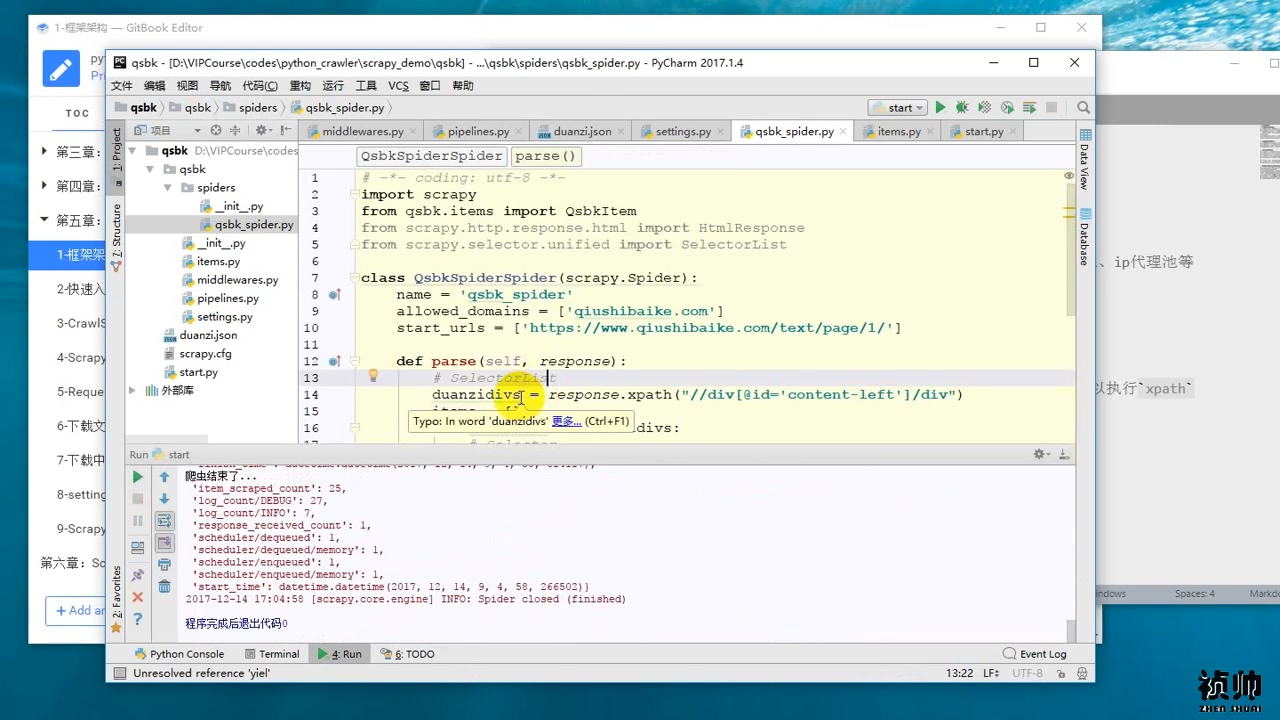 1-框架架构 — GitBook Editor
TOC
第三章:
第四章:
第五章:
1-框架架
2-快速入
3-CrawlS
4-Scrapy
5-Reque
6-下载文
7-下载中
8-setting
9-Scrapy
第六章: Sc
+ Add an
、ip代理池等
以执行`xpath`
Spaces: 4
Markdo
qsbk - [D:\VIPCourse\codes\python_crawler\scrapy_demo\qsbk] - ...\qsbk\spiders\qsbk_spider.py - PyCharm 2017.1.4
文件 编辑 视图 导航 代码(C) 重构 运行 工具 VCS 窗口 帮助
qsbk qsbk spiders qsbk_spider.py
start
项目
middlewares.py pipelines.py duanzi.json settings.py qsbk_spider.py items.py start.py
1: Project
7: Structure
2: Favorites
Data View
Database
qsbk D:\VIPCourse\codes
qsbk
spiders
__init__.py
qsbk_spider.py
__init__.py
items.py
middlewares.py
pipelines.py
settings.py
duanzi.json
scrapy.cfg
start.py
外部库
QsbkSpiderSpider parse()
1 # -*- coding: utf-8 -*-
2 import scrapy
3 from qsbk.items import QsbkItem
4 from scrapy.http.response.html import HtmlResponse
5 from scrapy.selector.unified import SelectorList
6
7 class QsbkSpiderSpider(scrapy.Spider):
8 name = 'qsbk_spider'
9 allowed_domains = ['qiushibaike.com']
10 start_urls = ['https://www.qiushibaike.com/text/page/1/']
11
12 def parse(self, response):
13 # SelectorList
14 duanzidivs = response.xpath("//div[@id='content-left']/div")
15
16 divs:
Typo: In word 'duanzidivs' 更多... (Ctrl+F1)
Run start
爬虫结束了...
'item_scraped_count': 25,
'log_count/DEBUG': 27,
'log_count/INFO': 7,
'response_received_count': 1,
'scheduler/dequeued': 1,
'scheduler/dequeued/memory': 1,
'scheduler/enqueued': 1,
'scheduler/enqueued/memory': 1,
'start_time': datetime.datetime(2017, 12, 14, 9, 4, 58, 266502)}
2017-12-14 17:04:58 [scrapy.core.engine] INFO: Spider closed (finished)
程序完成后退出代码0
Python Console Terminal 4: Run 6: TODO Event Log
Unresolved reference 'yiel' 13:22 LF÷ UTF-8
祯帅
ZHEN SHUAI